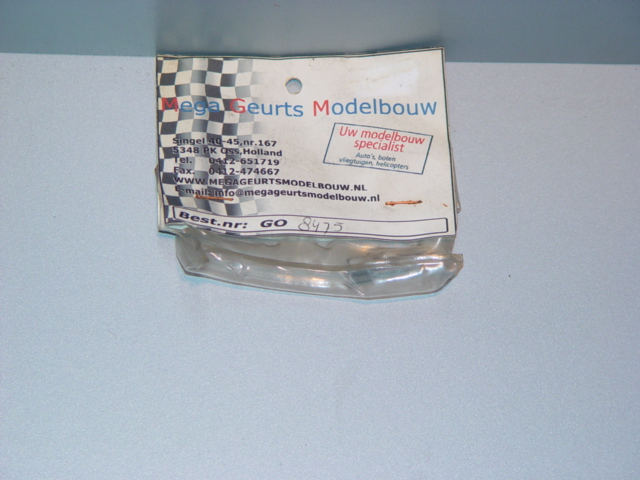 Mega Geurts Modelbouw
Uw modelbouw
specialist
Auto's, boten
vliegtuigen, helicopters
Singel 40-45,nr.167
5348 PK Oss,Holland
Tel. 0412-651719
Fax. 0412-474667
WWW.MEGAGEURTSMODELBOUW.NL
E-mail: info@megageurtsmodelbouw.nl
Best.nr: GO 8475